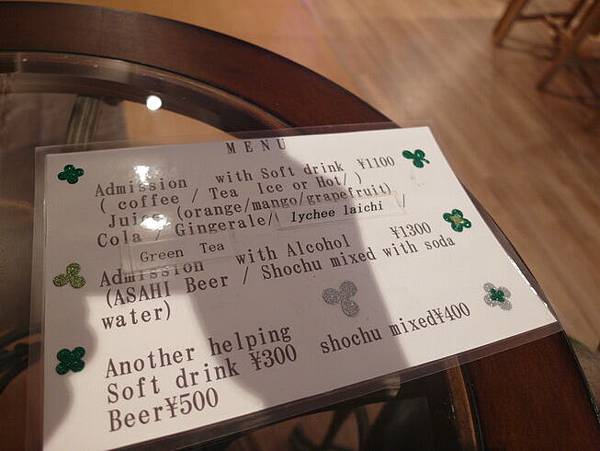 MENU
Admission with Soft drink ¥1100
( coffee / Tea Ice or Hot/ )
Juice (orange/mango/grapefruit)
Cola / Gingerale/ lychee laichi /
Green Tea
Admission with Alcohol ¥1300
(ASAHI Beer / Shochu mixed with soda
water)
Another helping
Soft drink ¥300 shochu mixed¥400
Beer¥500